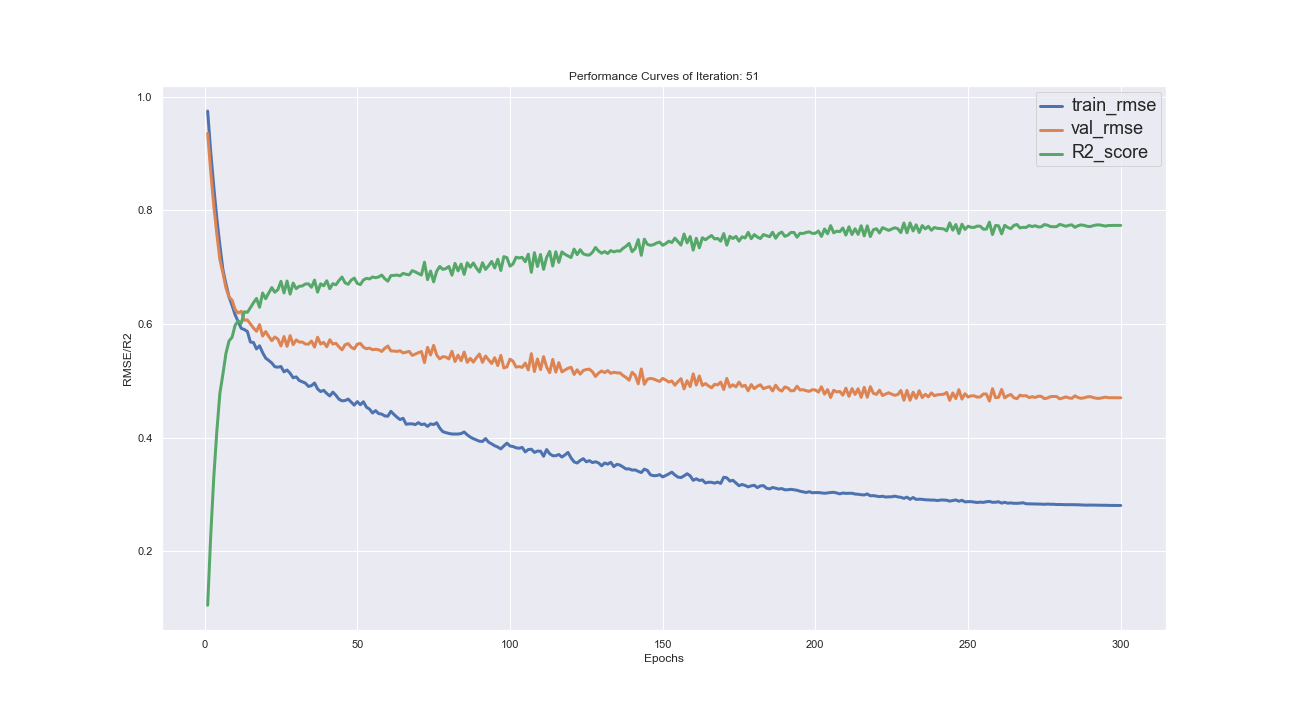 Performance Curves of Iteration: 51
1.0
0.8
0.6
0.4
0.2
RMSE/R2
train_rmse
val_rmse
R2_score
0 50 100 150 200 250 300
Epochs